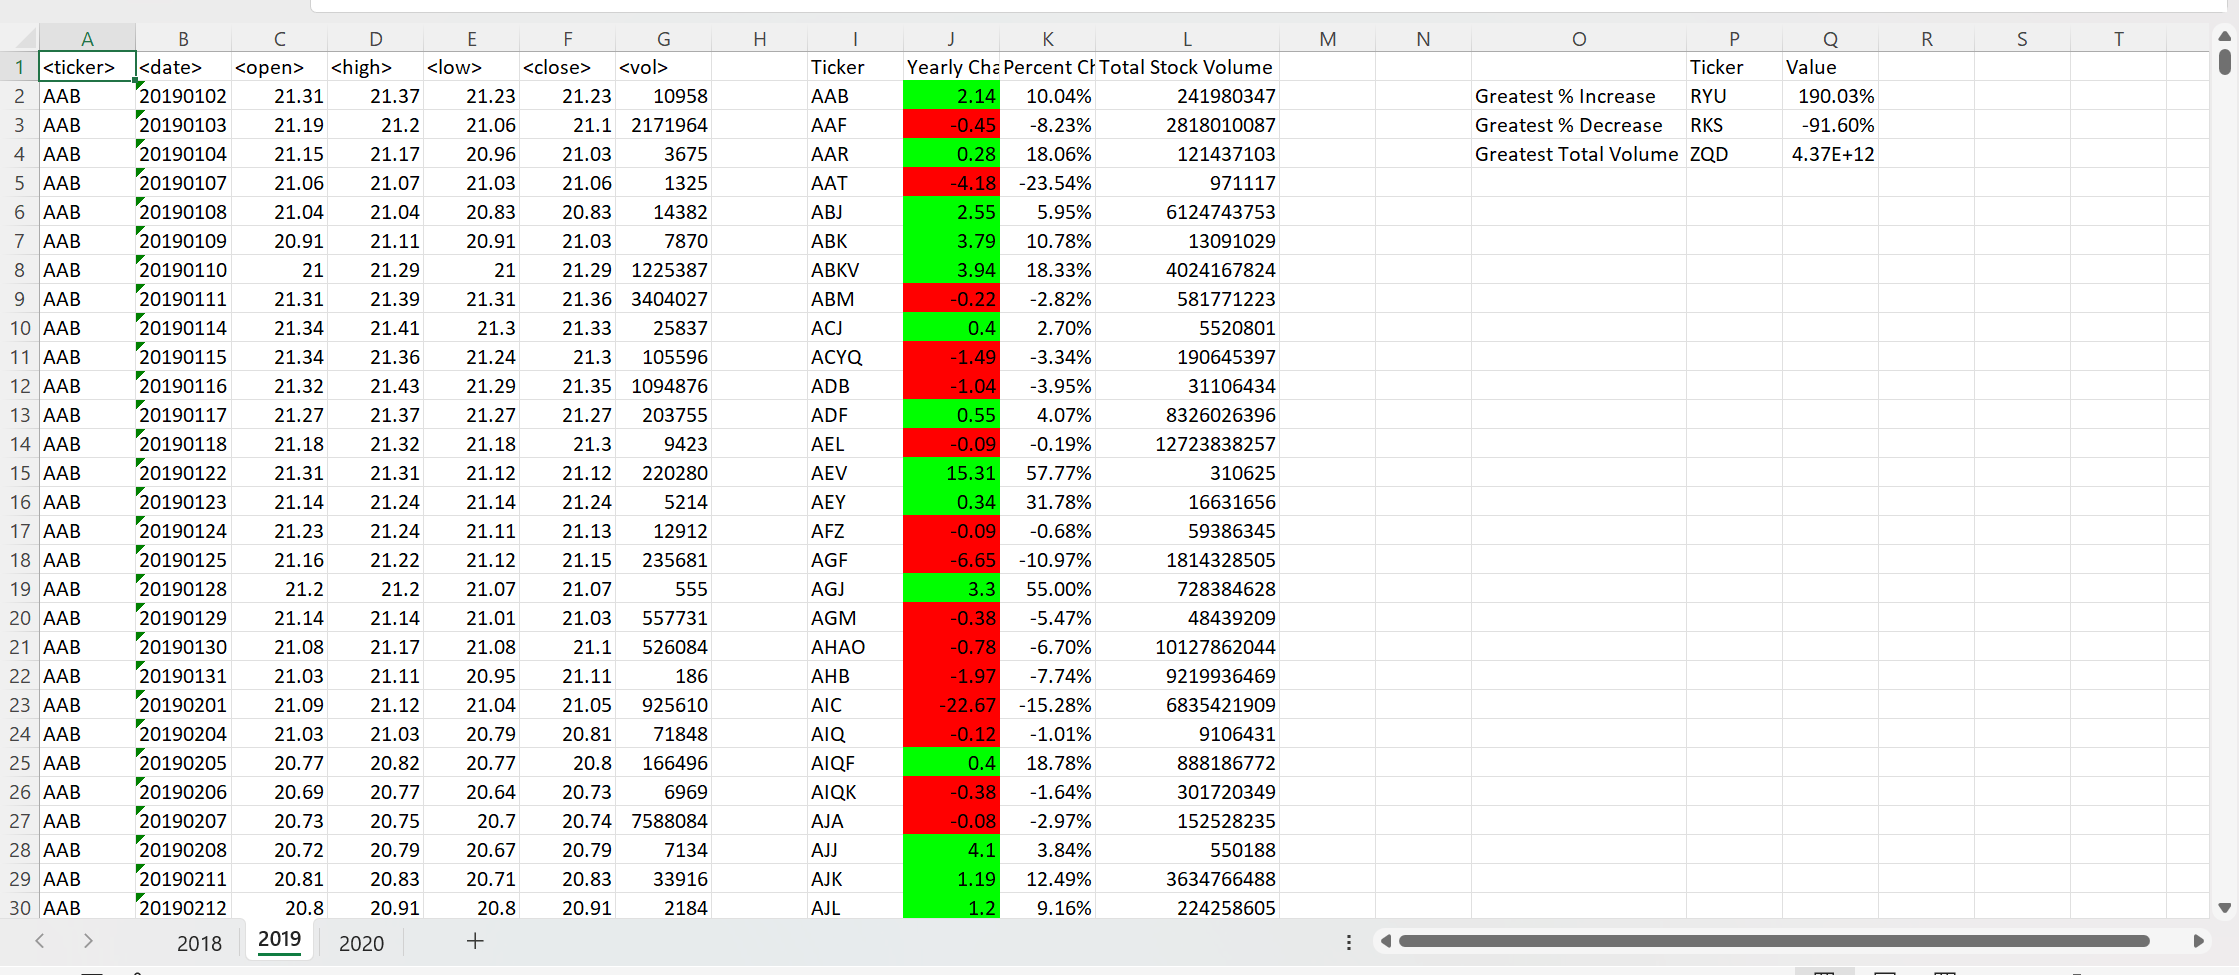 A B C D E F G H I J K L M N O P Q R S T
1 <ticker> <date> <open> <high> <low> <close> <vol> Ticker Yearly Cha Percent Ch Total Stock Volume Ticker Value
2 AAB 20190102 21.31 21.37 21.23 21.23 10958 AAB 2.14 10.04% 241980347 Greatest % Increase RYU 190.03%
3 AAB 20190103 21.19 21.2 21.06 21.1 2171964 AAF -0.45 -8.23% 2818010087 Greatest % Decrease RKS -91.60%
4 AAB 20190104 21.15 21.17 20.96 21.03 3675 AAR 0.28 18.06% 121437103 Greatest Total Volume ZQD 4.37E+12
5 AAB 20190107 21.06 21.07 21.03 21.06 1325 AAT -4.18 -23.54% 971117
6 AAB 20190108 21.04 21.04 20.83 20.83 14382 ABJ 2.55 5.95% 6124743753
7 AAB 20190109 20.91 21.11 20.91 21.03 7870 ABK 3.79 10.78% 13091029
8 AAB 20190110 21 21.29 21 21.29 1225387 ABKV 3.94 18.33% 4024167824
9 AAB 20190111 21.31 21.39 21.31 21.36 3404027 ABM -0.22 -2.82% 581771223
10 AAB 20190114 21.34 21.41 21.3 21.33 25837 ACJ 0.4 2.70% 5520801
11 AAB 20190115 21.34 21.36 21.24 21.3 105596 ACYQ -1.49 -3.34% 190645397
12 AAB 20190116 21.32 21.43 21.29 21.35 1094876 ADB -1.04 -3.95% 31106434
13 AAB 20190117 21.27 21.37 21.27 21.27 203755 ADF 0.55 4.07% 8326026396
14 AAB 20190118 21.18 21.32 21.18 21.3 9423 AEL -0.09 -0.19% 12723838257
15 AAB 20190122 21.31 21.31 21.12 21.12 220280 AEV 15.31 57.77% 310625
16 AAB 20190123 21.14 21.24 21.14 21.24 5214 AEY 0.34 31.78% 16631656
17 AAB 20190124 21.23 21.24 21.11 21.13 12912 AFZ -0.09 -0.68% 59386345
18 AAB 20190125 21.16 21.22 21.12 21.15 235681 AGF -6.65 -10.97% 1814328505
19 AAB 20190128 21.2 21.2 21.07 21.07 555 AGJ 3.3 55.00% 728384628
20 AAB 20190129 21.14 21.14 21.01 21.03 557731 AGM -0.38 -5.47% 48439209
21 AAB 20190130 21.08 21.17 21.08 21.1 526084 AHAO -0.78 -6.70% 10127862044
22 AAB 20190131 21.03 21.11 20.95 21.11 186 AHB -1.97 -7.74% 9219936469
23 AAB 20190201 21.09 21.12 21.04 21.05 925610 AIC -22.67 -15.28% 6835421909
24 AAB 20190204 21.03 21.03 20.79 20.81 71848 AIQ -0.12 -1.01% 9106431
25 AAB 20190205 20.77 20.82 20.77 20.8 166496 AIQF 0.4 18.78% 888186772
26 AAB 20190206 20.69 20.77 20.64 20.73 6969 AIQK -0.38 -1.64% 301720349
27 AAB 20190207 20.73 20.75 20.7 20.74 7588084 AJA -0.08 -2.97% 152528235
28 AAB 20190208 20.72 20.79 20.67 20.79 7134 AJJ 4.1 3.84% 550188
29 AAB 20190211 20.81 20.83 20.71 20.83 33916 AJK 1.19 12.49% 3634766488
30 AAB 20190212 20.8 20.91 20.8 20.91 2184 AJL 1.2 9.16% 224258605
2018 2019 2020 +